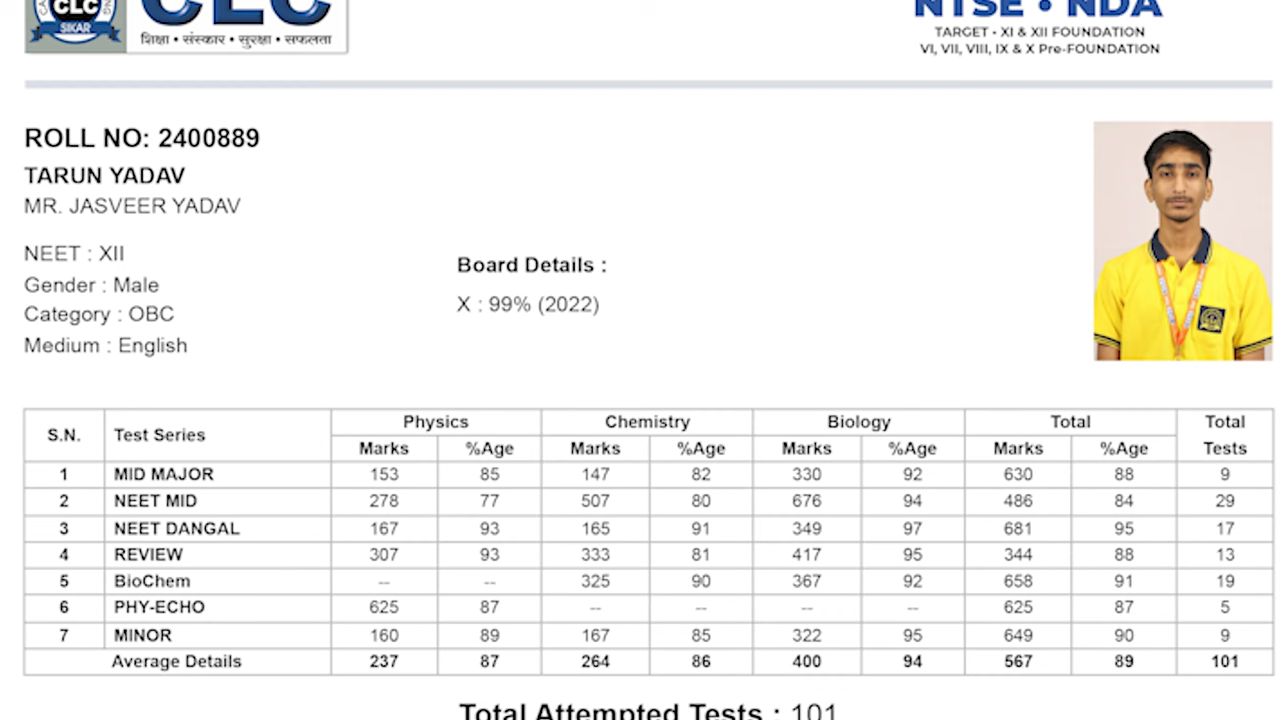 CLC
SIKAR
CLC
शिक्षा • संस्कार • सुरक्षा • सफलता
NTSE • NDA
TARGET • XI & XII FOUNDATION
VI, VII, VIII, IX & X Pre-FOUNDATION
ROLL NO: 2400889
TARUN YADAV
MR. JASVEER YADAV
NEET : XII
Gender : Male
Category : OBC
Medium : English
Board Details :
X : 99% (2022)
S.N. Test Series Physics Chemistry Biology Total Total Tests
Marks %Age Marks %Age Marks %Age Marks %Age
1 MID MAJOR 153 85 147 82 330 92 630 88 9
2 NEET MID 278 77 507 80 676 94 486 84 29
3 NEET DANGAL 167 93 165 91 349 97 681 95 17
4 REVIEW 307 93 333 81 417 95 344 88 13
5 BioChem -- -- 325 90 367 92 658 91 19
6 PHY-ECHO 625 87 -- -- -- -- 625 87 5
7 MINOR 160 89 167 85 322 95 649 90 9
Average Details 237 87 264 86 400 94 567 89 101
Total Attempted Tests : 101